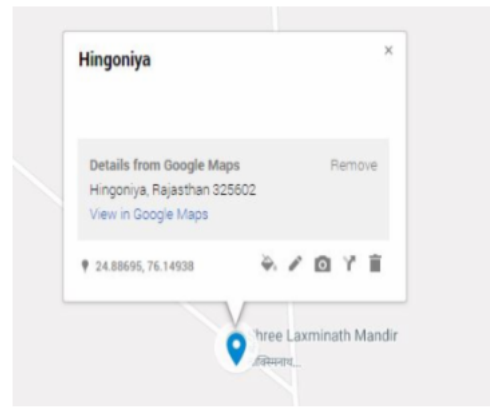 Hingoniya
×
Details from Google Maps
Remove
Hingoniya, Rajasthan 325602
View in Google Maps
24.88695, 76.14938
hree Laxminath Mandir